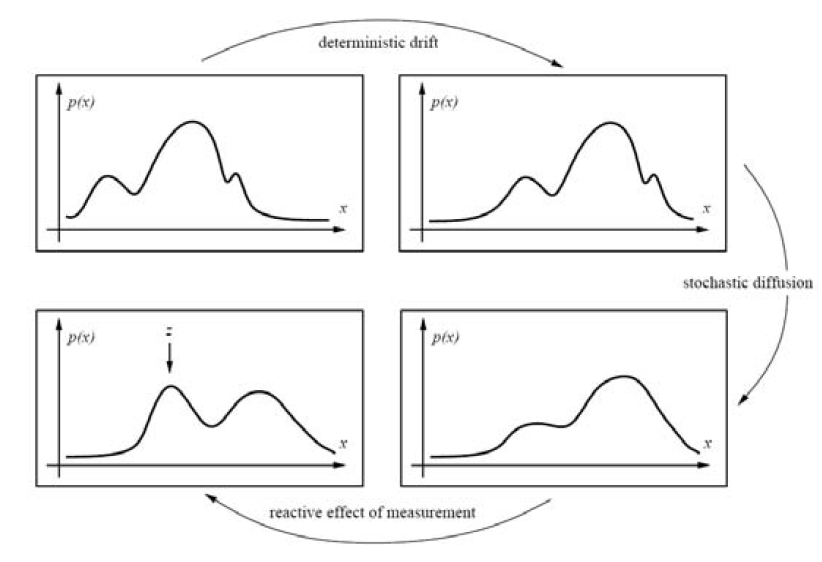 deterministic drift
p(x)
x
p(x)
x
stochastic diffusion
p(x)
z
x
p(x)
x
reactive effect of measurement